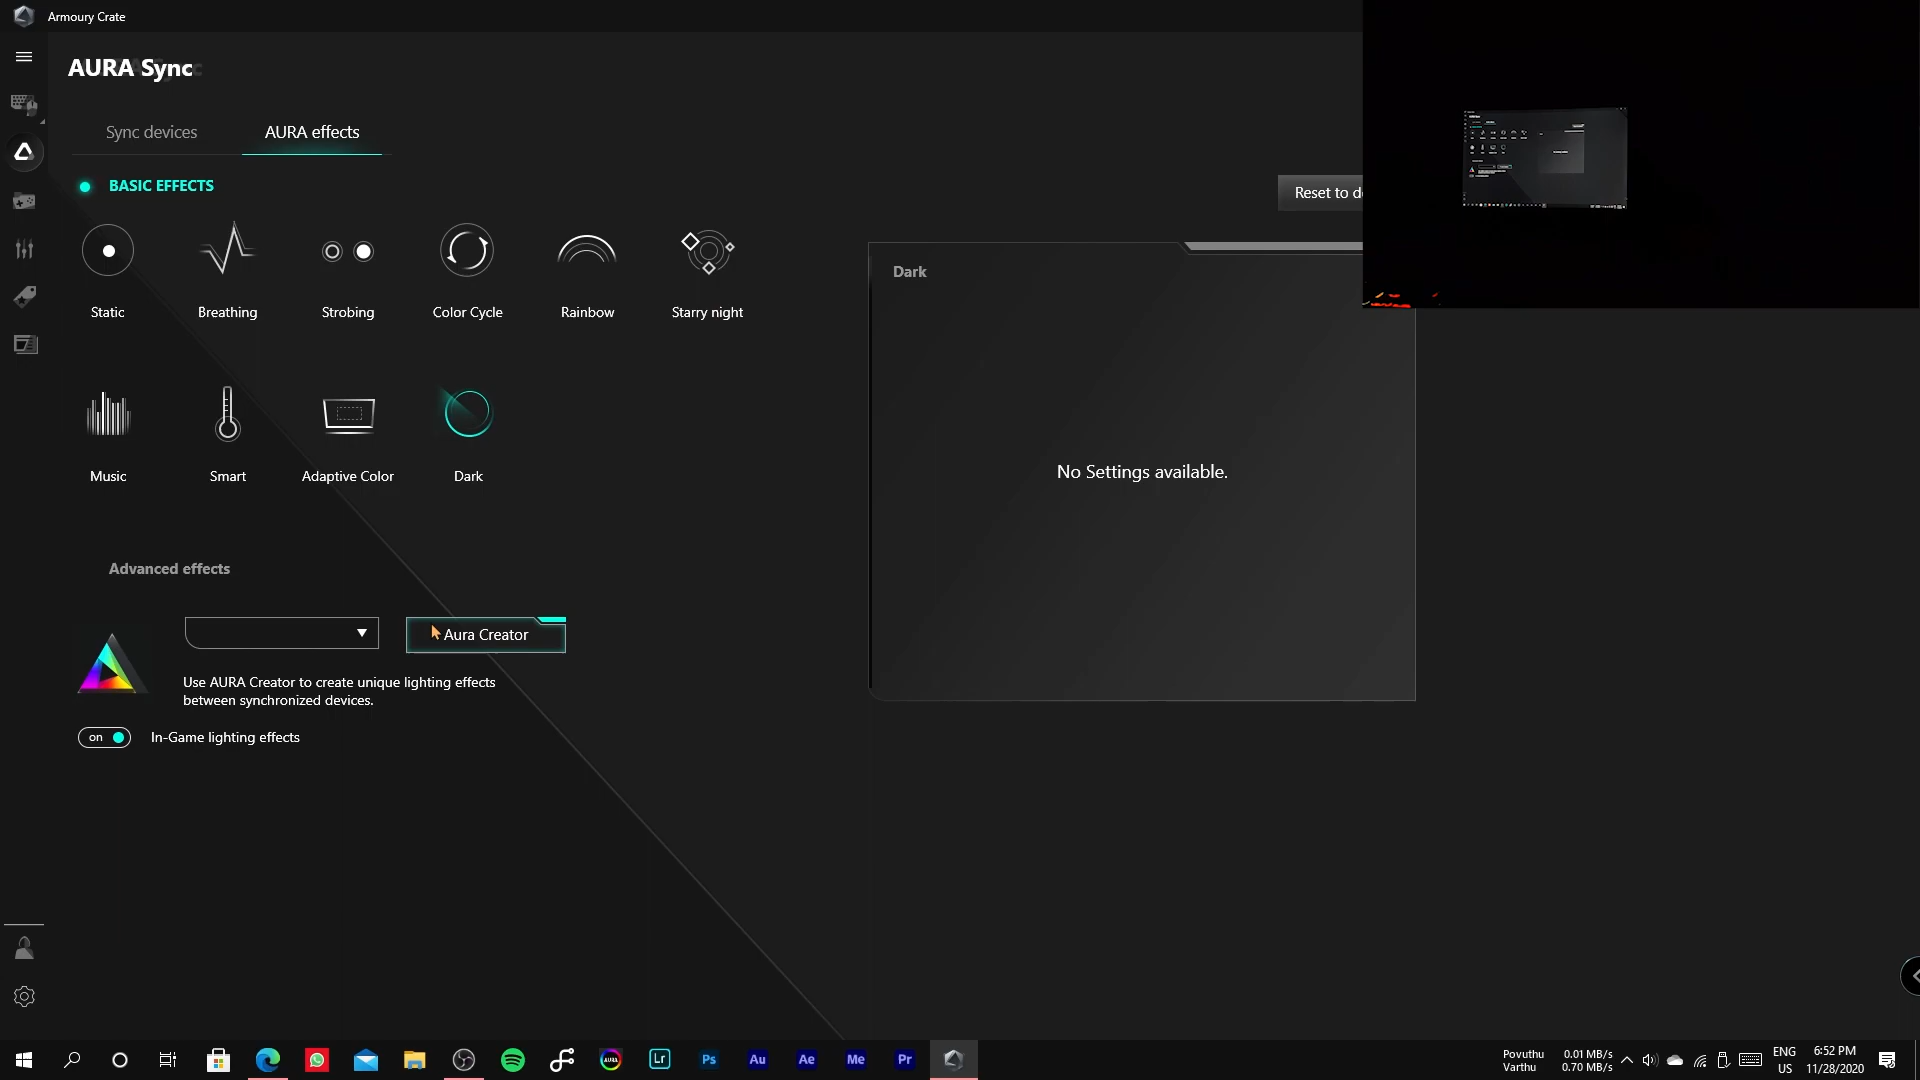 Armoury Crate
AURA Sync
Sync devices
AURA effects
BASIC EFFECTS
Reset to d
Static
Breathing
Strobing
Color Cycle
Rainbow
Starry night
Dark
Music
Smart
Adaptive Color
Dark
No Settings available.
Advanced effects
Aura Creator
Use AURA Creator to create unique lighting effects
between synchronized devices.
on
In-Game lighting effects
AURA
Lr
Ps
Au
Ae
Me
Pr
Povuthu
Varthu
0.01 MB/s
0.70 MB/s
ENG
US
6:52 PM
11/28/2020